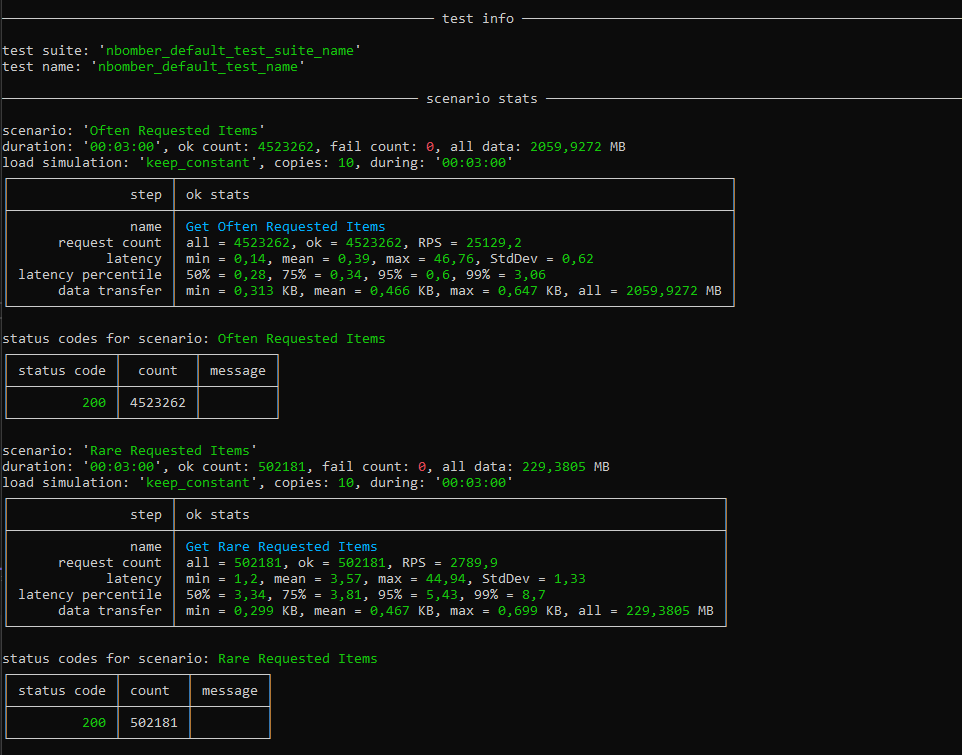 test info
test suite: 'nbomber_default_test_suite_name'
test name: 'nbomber_default_test_name'
scenario stats
scenario: 'Often Requested Items'
duration: '00:03:00', ok count: 4523262, fail count: 0, all data: 2059,9272 MB
load simulation: 'keep_constant', copies: 10, during: '00:03:00'
step ok stats
name Get Often Requested Items
request count all = 4523262, ok = 4523262, RPS = 25129,2
latency min = 0,14, mean = 0,39, max = 46,76, StdDev = 0,62
latency percentile 50% = 0,28, 75% = 0,34, 95% = 0,6, 99% = 3,06
data transfer min = 0,313 KB, mean = 0,466 KB, max = 0,647 KB, all = 2059,9272 MB
status codes for scenario: Often Requested Items
status code count message
200 4523262
scenario: 'Rare Requested Items'
duration: '00:03:00', ok count: 502181, fail count: 0, all data: 229,3805 MB
load simulation: 'keep_constant', copies: 10, during: '00:03:00'
step ok stats
name Get Rare Requested Items
request count all = 502181, ok = 502181, RPS = 2789,9
latency min = 1,2, mean = 3,57, max = 44,94, StdDev = 1,33
latency percentile 50% = 3,34, 75% = 3,81, 95% = 5,43, 99% = 8,7
data transfer min = 0,299 KB, mean = 0,467 KB, max = 0,699 KB, all = 229,3805 MB
status codes for scenario: Rare Requested Items
status code count message
200 502181